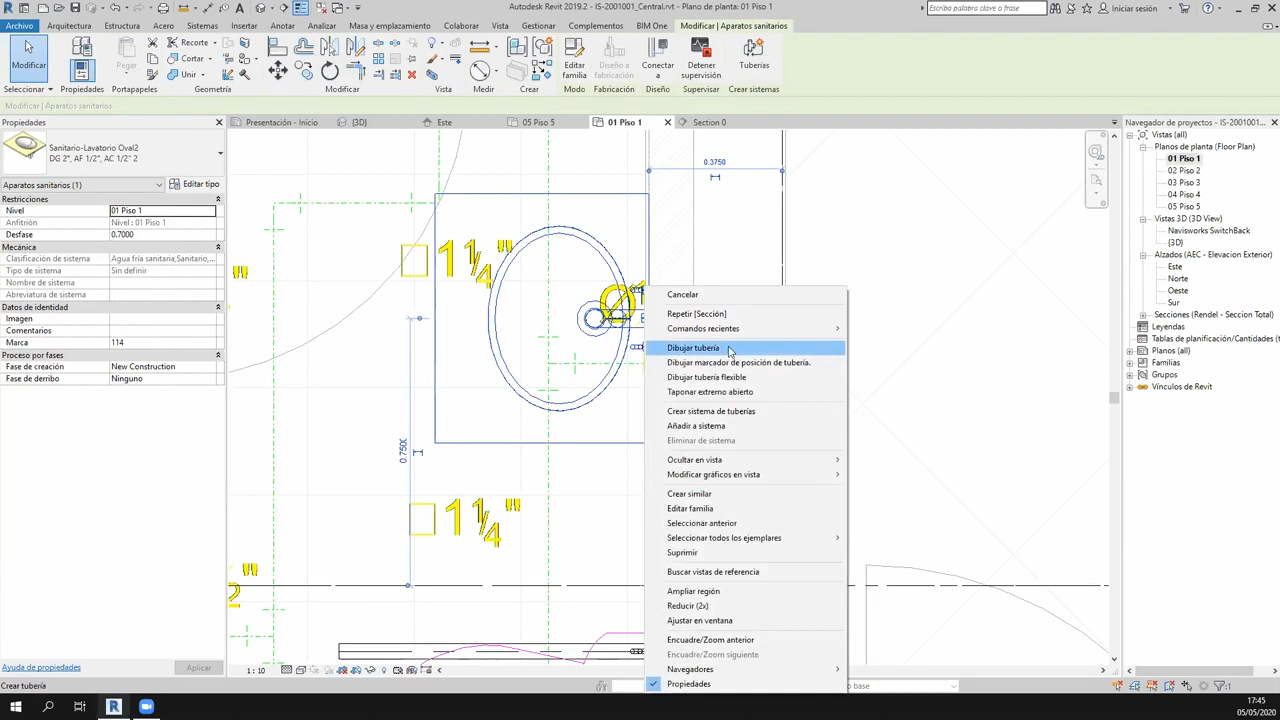 Autodesk Revit 2019.2 - IS-2001001_Central.rvt - Plano de planta: 01 Piso 1
Escriba palabra clave o frase
Iniciar sesión
Archivo Arquitectura Estructura Acero Sistemas Insertar Anotar Analizar Masa y emplazamiento Colaborar Vista Gestionar Complementos BIM One Modificar | Aparatos sanitarios
Modificar
Pegar
Recorte
Cortar
Unir
Editar familia
Diseño de fabricación
Conectar a
Detener supervisión
Tuberías
Seleccionar Propiedades Portapapeles Geometría Modificar Vista Medir Crear Modo Fabricación Diseño Supervisar Crear sistemas
Modificar | Aparatos sanitarios
Propiedades
Presentación - Inicio {3D} Este 05 Piso 5 01 Piso 1 Section 0
Sanitario-Lavatorio Oval2
DG 2", AF 1/2", AC 1/2" 2
Aparatos sanitarios (1)
Editar tipo
Restricciones
Nivel 01 Piso 1
Anfitrión Nivel : 01 Piso 1
Desfase 0.7000
Mecánica
Clasificación de sistema Agua fría sanitaria,Sanitario,...
Tipo de sistema Sin definir
Nombre de sistema
Abreviatura de sistema
Datos de identidad
Imagen
Comentarios
Marca 114
Proceso por fases
Fase de creación New Construction
Fase de derribo Ninguno
Ayuda de propiedades
Aplicar
0.3750
1¼"
"
0.750
1¼"
"
2
Cancelar
Repetir [Sección]
Comandos recientes
Dibujar tubería
Dibujar marcador de posición de tubería.
Dibujar tubería flexible
Taponar extremo abierto
Crear sistema de tuberías
Añadir a sistema
Eliminar de sistema
Ocultar en vista
Modificar gráficos en vista
Crear similar
Editar familia
Seleccionar anterior
Seleccionar todos los ejemplares
Suprimir
Buscar vistas de referencia
Ampliar región
Reducir (2x)
Ajustar en ventana
Encuadre/Zoom anterior
Encuadre/Zoom siguiente
Navegadores
Propiedades
Navegador de proyectos - IS-2001001...
Vistas (all)
Planos de planta (Floor Plan)
01 Piso 1
02 Piso 2
03 Piso 3
04 Piso 4
05 Piso 5
Vistas 3D (3D View)
Navisworks SwitchBack
{3D}
Alzados (AEC - Elevacion Exterior)
Este
Norte
Oeste
Sur
Secciones (Rendel - Section Total)
Leyendas
Tablas de planificación/Cantidades (t
Planos (all)
Familias
Grupos
Vínculos de Revit
1 : 10
Crear tubería
o base
:1
17:45
05/05/2020